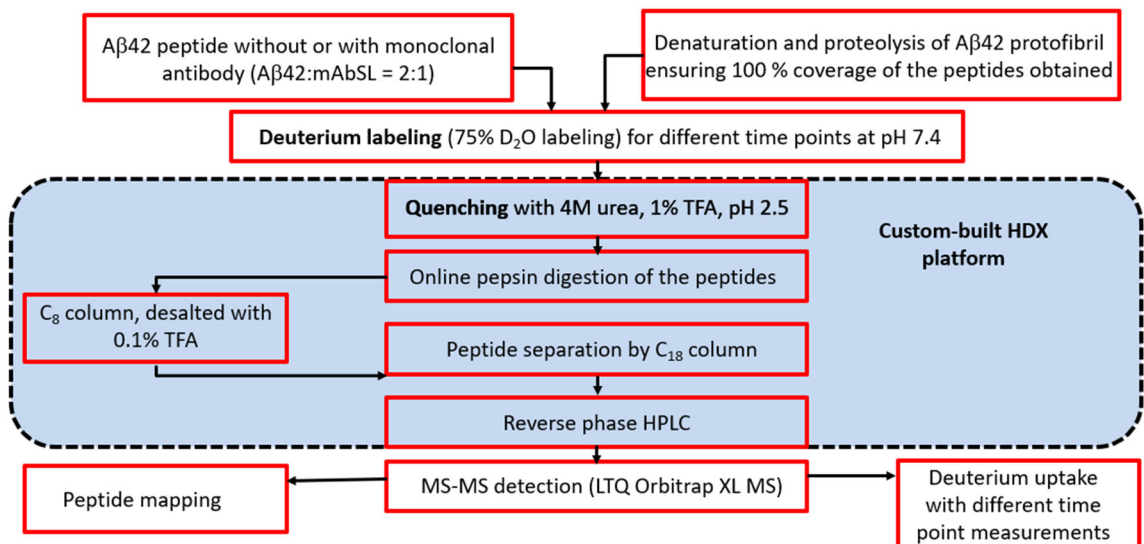 Aβ42 peptide without or with monoclonal
antibody (Aβ42:mAbSL = 2:1)
Denaturation and proteolysis of Aβ42 protofibril
ensuring 100 % coverage of the peptides obtained
Deuterium labeling (75% D₂O labeling) for different time points at pH 7.4
Quenching with 4M urea, 1% TFA, pH 2.5
Custom-built HDX
platform
Online pepsin digestion of the peptides
C₈ column, desalted with
0.1% TFA
Peptide separation by C₁₈ column
Reverse phase HPLC
MS-MS detection (LTQ Orbitrap XL MS)
Peptide mapping
Deuterium uptake
with different time
point measurements